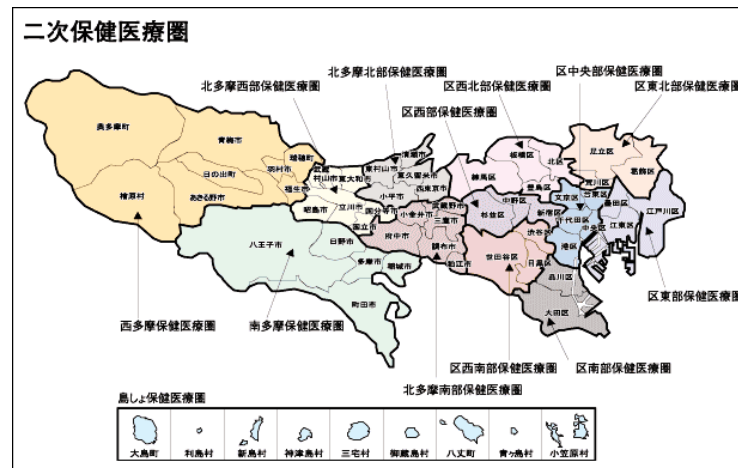 二次保健医療圏
区中央部保健医療圏
北多摩西部保健医療圏
北多摩北部保健医療圏
区西北部保健医療圏
区東北部保健医療圏
区西部保健医療圏
奥多摩町
青梅市
瑞穂町
日の出町
羽村市
檜原村
あきる野市
福生市
武蔵
村山市
東大和市
東村山市
清瀬市
東久留米市
西東京市
小平市
昭島市
立川市
国分寺市
国立市
小金井市
武蔵野市
三鷹市
府中市
調布市
狛江市
八王子市
日野市
多摩市
稲城市
町田市
練馬区
板橋区
北区
豊島区
足立区
葛飾区
荒川区
文京区
台東区
墨田区
江戸川区
江東区
中野区
杉並区
新宿区
千代田区
中央区
港区
渋谷区
世田谷区
目黒区
品川区
大田区
西多摩保健医療圏
南多摩保健医療圏
区東部保健医療圏
区西南部保健医療圏
区南部保健医療圏
北多摩南部保健医療圏
島しょ保健医療圏
大島町
利島村
新島村
神津島村
三宅村
御蔵島村
八丈町
青ヶ島村
小笠原村